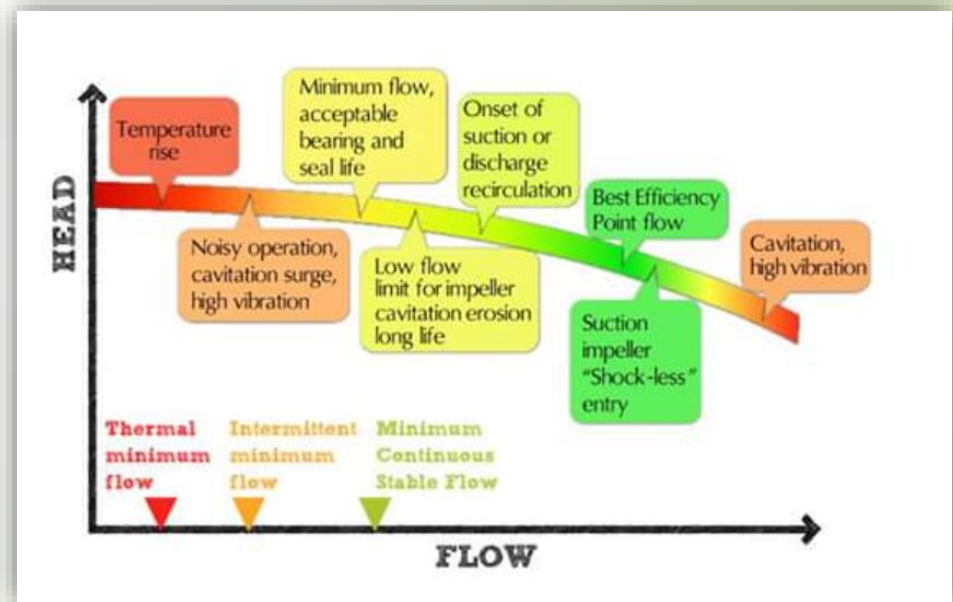 HEAD
Temperature
rise
Noisy operation,
cavitation surge,
high vibration
Minimum flow,
acceptable
bearing and
seal life
Low flow
limit for impeller
cavitation erosion
long life
Onset of
suction or
discharge
recirculation
Best Efficiency
Point flow
Suction
impeller
“Shock-less”
entry
Cavitation,
high vibration
Thermal
minimum
flow
Intermittent
minimum
flow
Minimum
Continuous
Stable Flow
FLOW